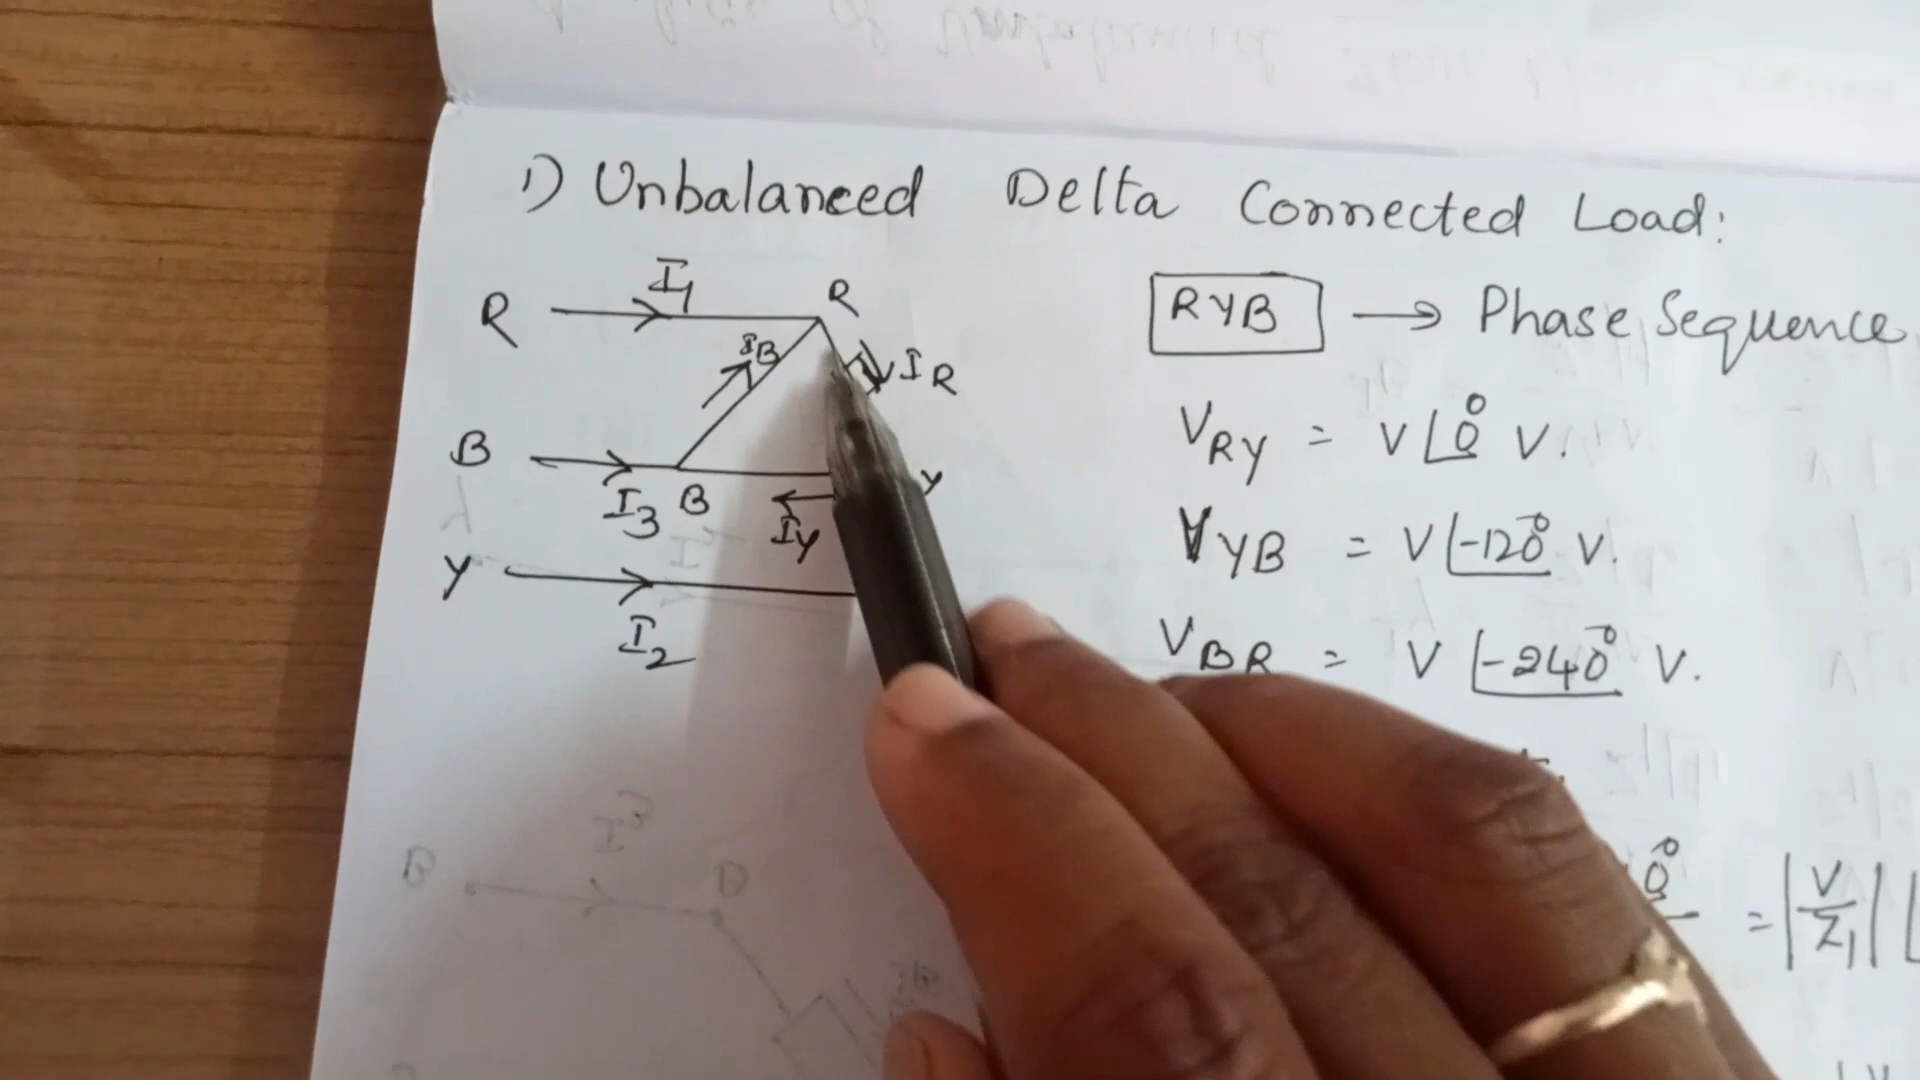 1) Unbalanced Delta Connected Load:
R I1 R
IB
IR
B I3 B Iy Y
Y I2
RYB → Phase Sequence
VRY = V∠0° V.
VYB = V∠-120° V.
VBR = V∠-240° V.
0° = |V/Z1| ∠